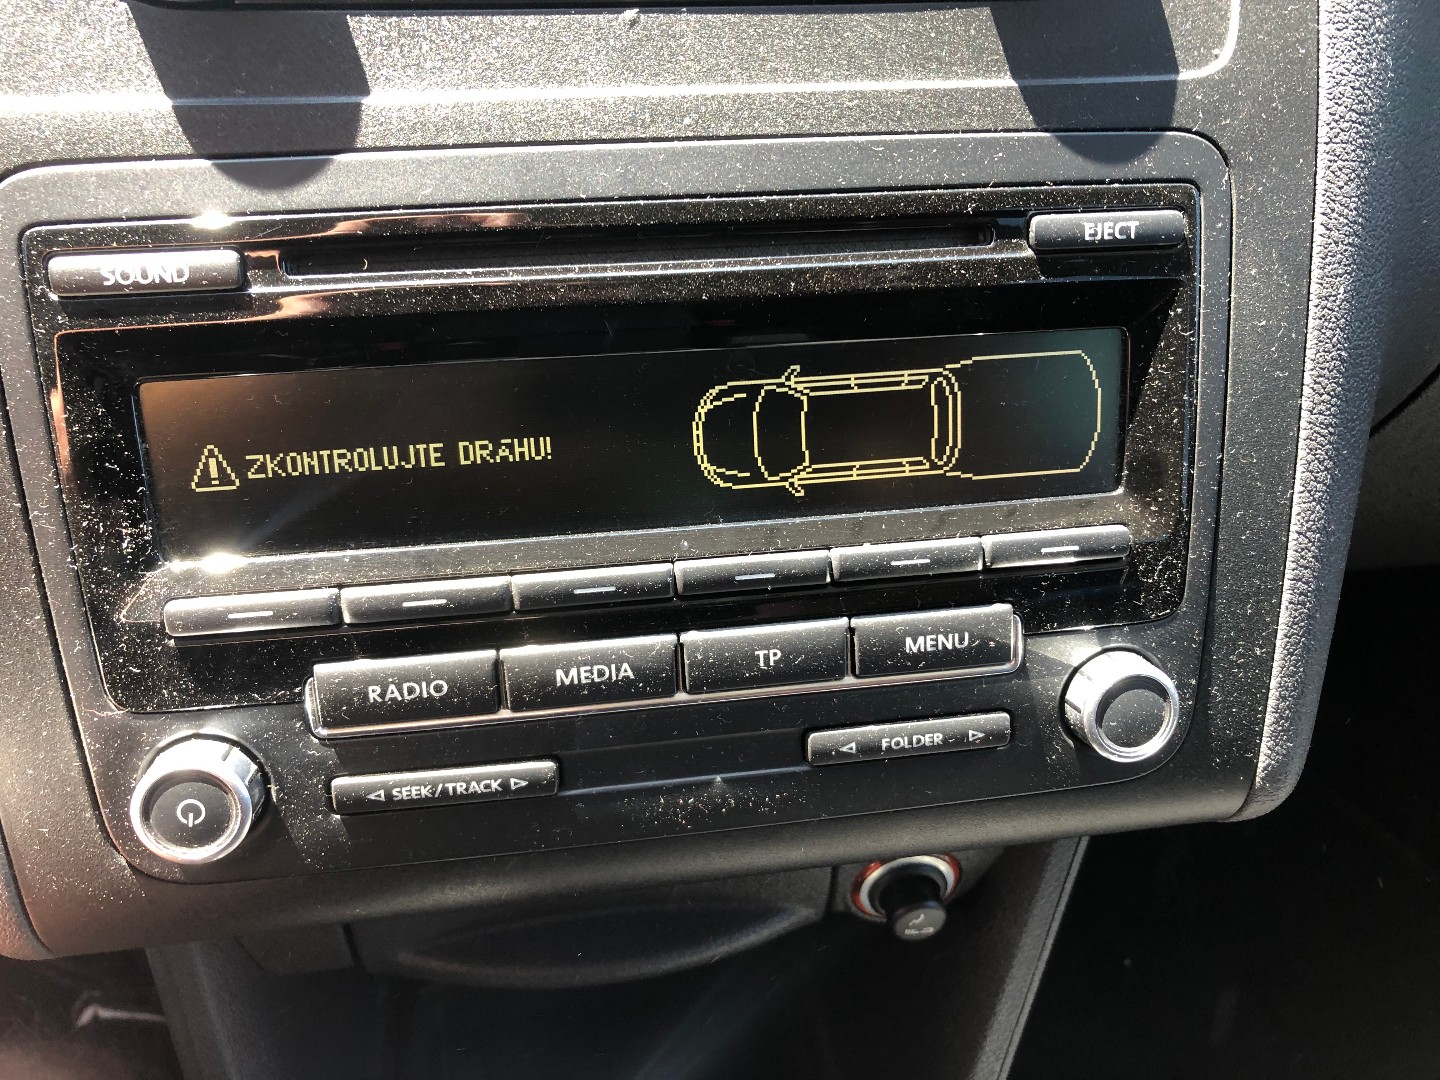 SOUND
EJECT
ZKONTROLUJTE DRÁHU!
RADIO
MEDIA
TP
MENU
SEEK/TRACK
FOLDER